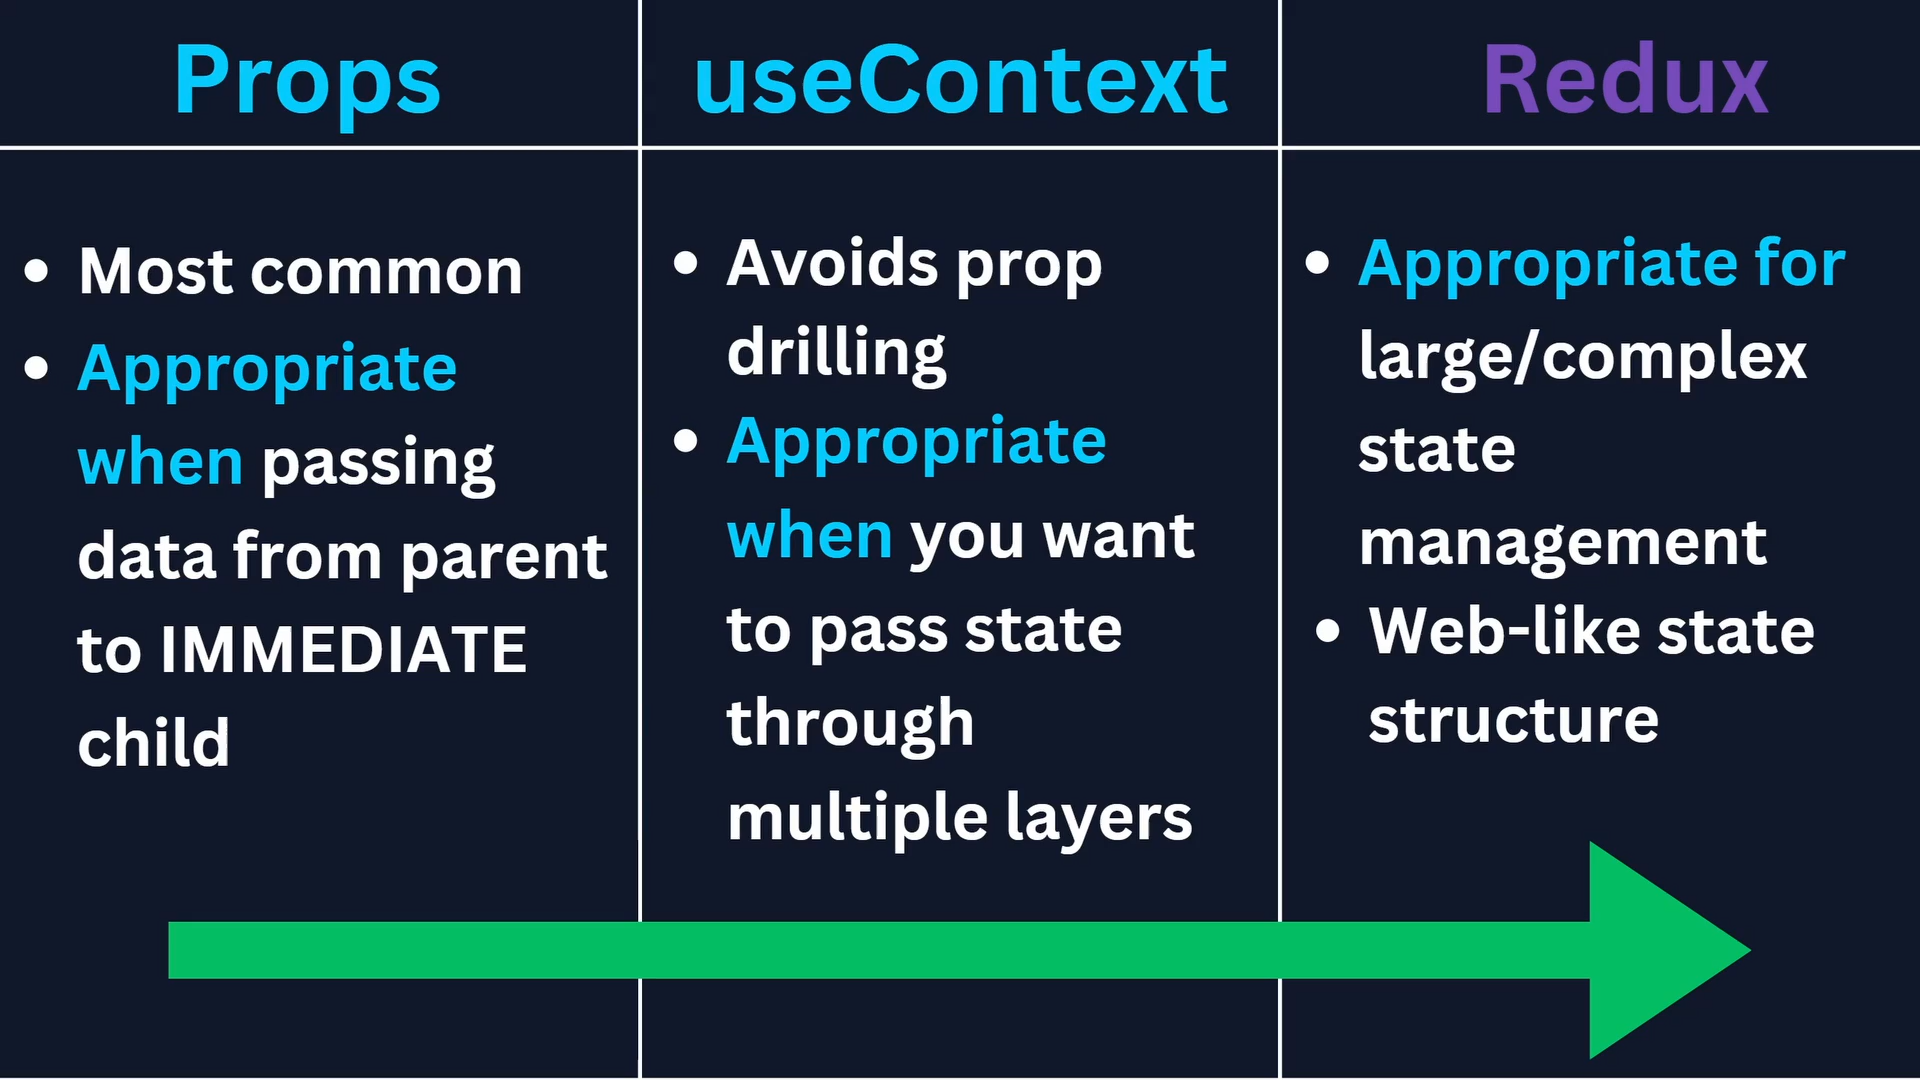 Props
• Most common
• Appropriate
when passing
data from parent
to IMMEDIATE
child
useContext
• Avoids prop
drilling
• Appropriate
when you want
to pass state
through
multiple layers
Redux
• Appropriate for
large/complex
state
management
• Web-like state
structure